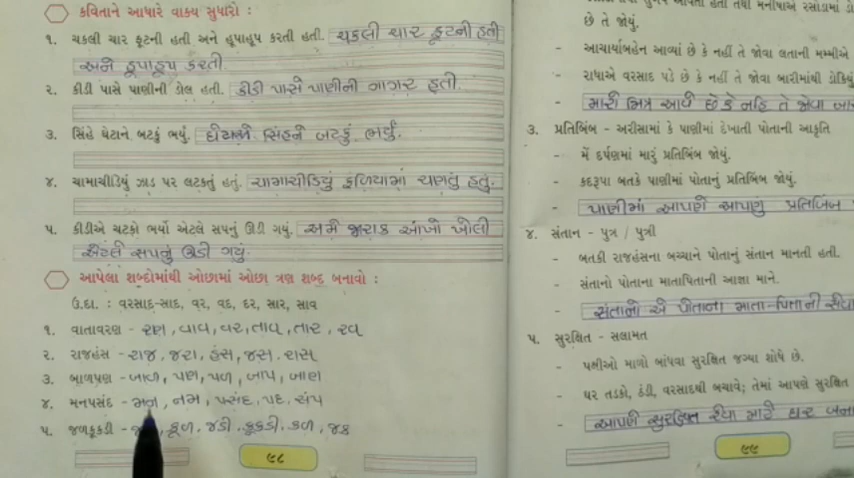 કવિતાને આધારે વાક્ય સુધારો :
૧. ચકલી ચાર ફૂટની હતી અને હૂપાહૂપ કરતી હતી. ચકલી ચાર ફૂટની હતી
અને હૂપાહૂપ કરતી.
૨. કીડી પાસે પાણીની ડોલ હતી. કીડી પાસે પાણીની ગાગર હતી.
૩. સિંહે ઘેટાને બટકું ભર્યું. ઘેટાએ સિંહને બટકું ભર્યું.
૪. ચામાચીડિયું ઝાડ પર લટકતું હતું. ચામાચીડિયું ફળિયામાં ચાલતું હતું.
૫. કીડીએ ચટકો ભર્યો એટલે સપનું ઊડી ગયું. અમે જરાક આંખો ખોલી
એટલે સપનું ઊડી ગયું.
આપેલા શબ્દોમાંથી ઓછામાં ઓછા ત્રણ શબ્દ બનાવો :
ઉ.દા. : વરસાદ-સાદ, વર, વદ, દર, સાર, સાવ
૧. વાતાવરણ - રણ, વાવ, વર, તાવ, તાર, રવ
૨. રાજહંસ - રાજ, જરા, હંસ, જસ, રાસ
૩. બાળપણ - બાળ, પણ, પળ, બાપ, બાણ
૪. મનપસંદ - મન, નમ, પસંદ, પદ, સંપ
૫. જળકૂકડી - કૂળ, જડી, કૂકડી, કળ, જક
૯૮
છે તે જોયું.
- આચાર્યાબહેન આવ્યાં છે કે નહીં તે જોવા લતાની મમ્મીએ
- રાધાએ વરસાદ પડે છે કે નહીં તે જોવા બારીમાંથી ડોકિયું
- મારો મિત્ર આવે છે કે નહિ તે જોવા
૩. પ્રતિબિંબ - અરીસામાં કે પાણીમાં દેખાતી પોતાની આકૃતિ
- મેં દર્પણમાં મારું પ્રતિબિંબ જોયું.
- કદરૂપા બતકે પાણીમાં પોતાનું પ્રતિબિંબ જોયું.
- પાણીમાં આપણે આપણું પ્રતિબિંબ
૪. સંતાન - પુત્ર / પુત્રી
- બતકી રાજહંસના બચ્ચાને પોતાનું સંતાન માનતી હતી.
- સંતાનો પોતાના માતાપિતાની આજ્ઞા માને.
- સંતાનો એ પોતાના માતા-પિતાની સેવા
૫. સુરક્ષિત - સલામત
- પક્ષીઓ માળો બાંધવા સુરક્ષિત જગ્યા શોધે છે.
- ઘર તડકો, ઠંડી, વરસાદથી બચાવે; તેમાં આપણે સુરક્ષિત
- આપણે સુરક્ષિત રહેવા માટે ઘર
૯૯